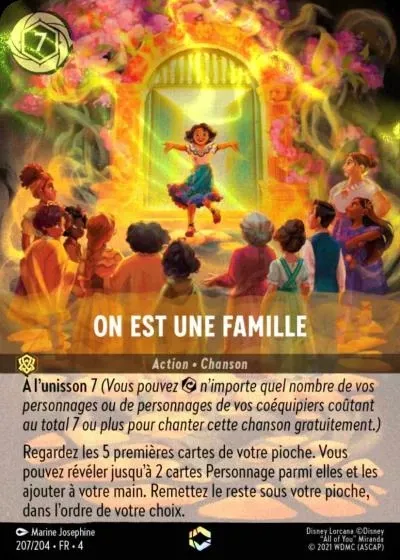 7
ON EST UNE FAMILLE
Action • Chanson
À l'unisson 7 (Vous pouvez n'importe quel nombre de vos
personnages ou de personnages de vos coéquipiers coûtant
au total 7 ou plus pour chanter cette chanson gratuitement.)
Regardez les 5 premières cartes de votre pioche. Vous
pouvez révéler jusqu'à 2 cartes Personnage parmi elles et les
ajouter à votre main. Remettez le reste sous votre pioche,
dans l'ordre de votre choix.
Marine Josephine
207/204 • FR • 4
Disney Lorcana ©Disney
"All of You" Miranda
© 2021 WDMC (ASCAP)